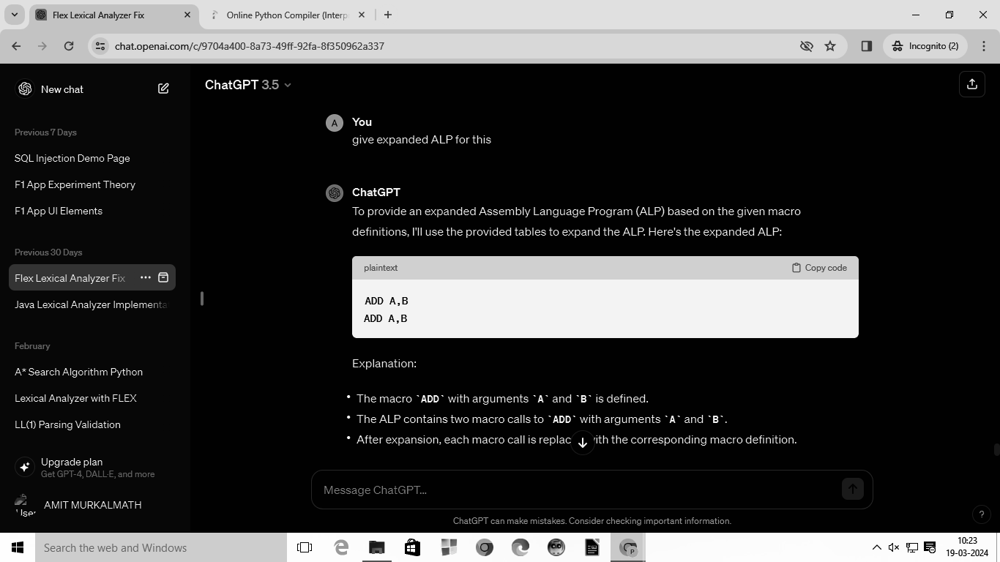 Flex Lexical Analyzer Fix
Online Python Compiler (Interp
chat.openai.com/c/9704a400-8a73-49ff-92fa-8f350962a337
Incognito (2)
New chat
Previous 7 Days
SQL Injection Demo Page
F1 App Experiment Theory
F1 App UI Elements
Previous 30 Days
Flex Lexical Analyzer Fix
Java Lexical Analyzer Implementa
February
A* Search Algorithm Python
Lexical Analyzer with FLEX
LL(1) Parsing Validation
Upgrade plan
Get GPT-4, DALL·E, and more
User
AMIT MURKALMATH
ChatGPT 3.5
A
You
give expanded ALP for this
ChatGPT
To provide an expanded Assembly Language Program (ALP) based on the given macro
definitions, I'll use the provided tables to expand the ALP. Here's the expanded ALP:
plaintext
Copy code
ADD A,B
ADD A,B
Explanation:
• The macro `ADD` with arguments `A` and `B` is defined.
• The ALP contains two macro calls to `ADD` with arguments `A` and `B`.
• After expansion, each macro call is replac with the corresponding macro definition.
Message ChatGPT...
ChatGPT can make mistakes. Consider checking important information.
?
Search the web and Windows
10:23
19-03-2024